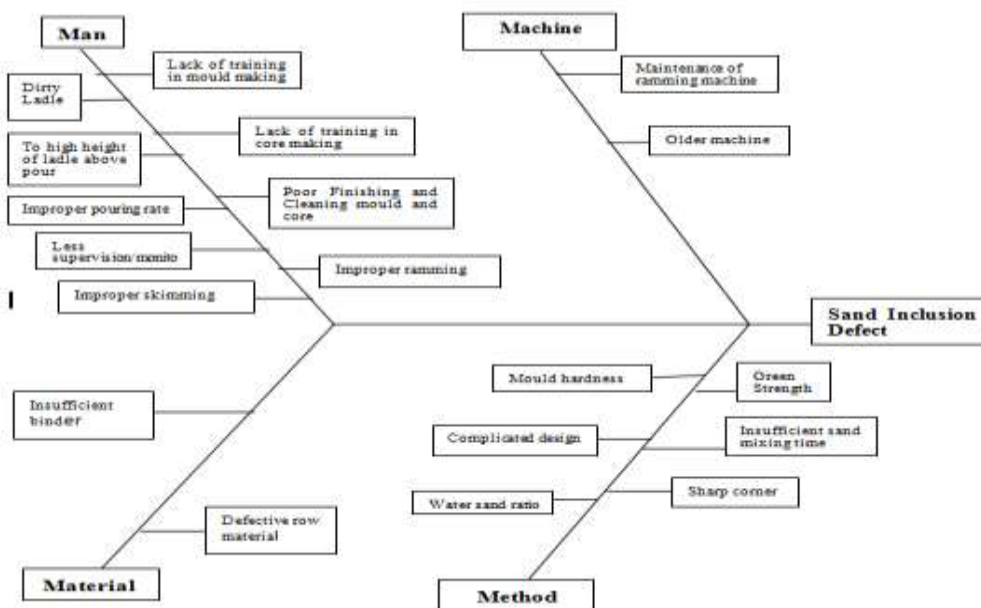 Man
Machine
Lack of training
in mould making
Maintenance of
ramming machine
Dirty
Ladle
Lack of training in
core making
Older machine
To high height
of ladle above
pour
Poor Finishing and
Cleaning mould and
core
Improper pouring rate
Less
supervision/monito
Improper ramming
Improper skimming
Sand Inclusion
Defect
Mould hardness
Green
Strength
Insufficient
binder
Complicated design
Insufficient sand
mixing time
Water sand ratio
Sharp corner
Defective row
material
Material
Method